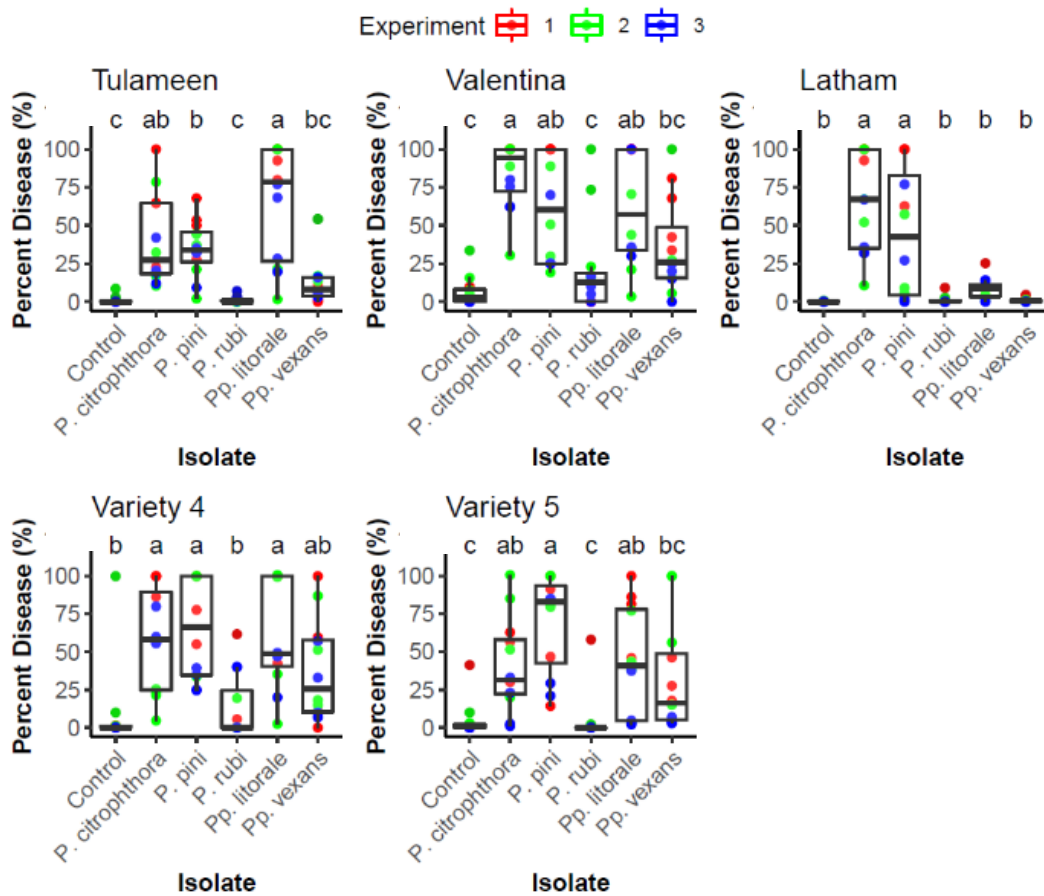 Experiment 1 2 3
Tulameen
Percent Disease (%)
c ab b c a bc
100
75
50
25
0
Control
P. citrophthora
P. pini
P. rubi
Pp. litorale
Pp. vexans
Isolate
Valentina
Percent Disease (%)
c a ab c ab bc
100
75
50
25
0
Control
P. citrophthora
P. pini
P. rubi
Pp. litorale
Pp. vexans
Isolate
Latham
Percent Disease (%)
b a a b b b
100
75
50
25
0
Control
P. citrophthora
P. pini
P. rubi
Pp. litorale
Pp. vexans
Isolate
Variety 4
Percent Disease (%)
b a a b a ab
100
75
50
25
0
Control
P. citrophthora
P. pini
P. rubi
Pp. litorale
Pp. vexans
Isolate
Variety 5
Percent Disease (%)
c ab a c ab bc
100
75
50
25
0
Control
P. citrophthora
P. pini
P. rubi
Pp. litorale
Pp. vexans
Isolate